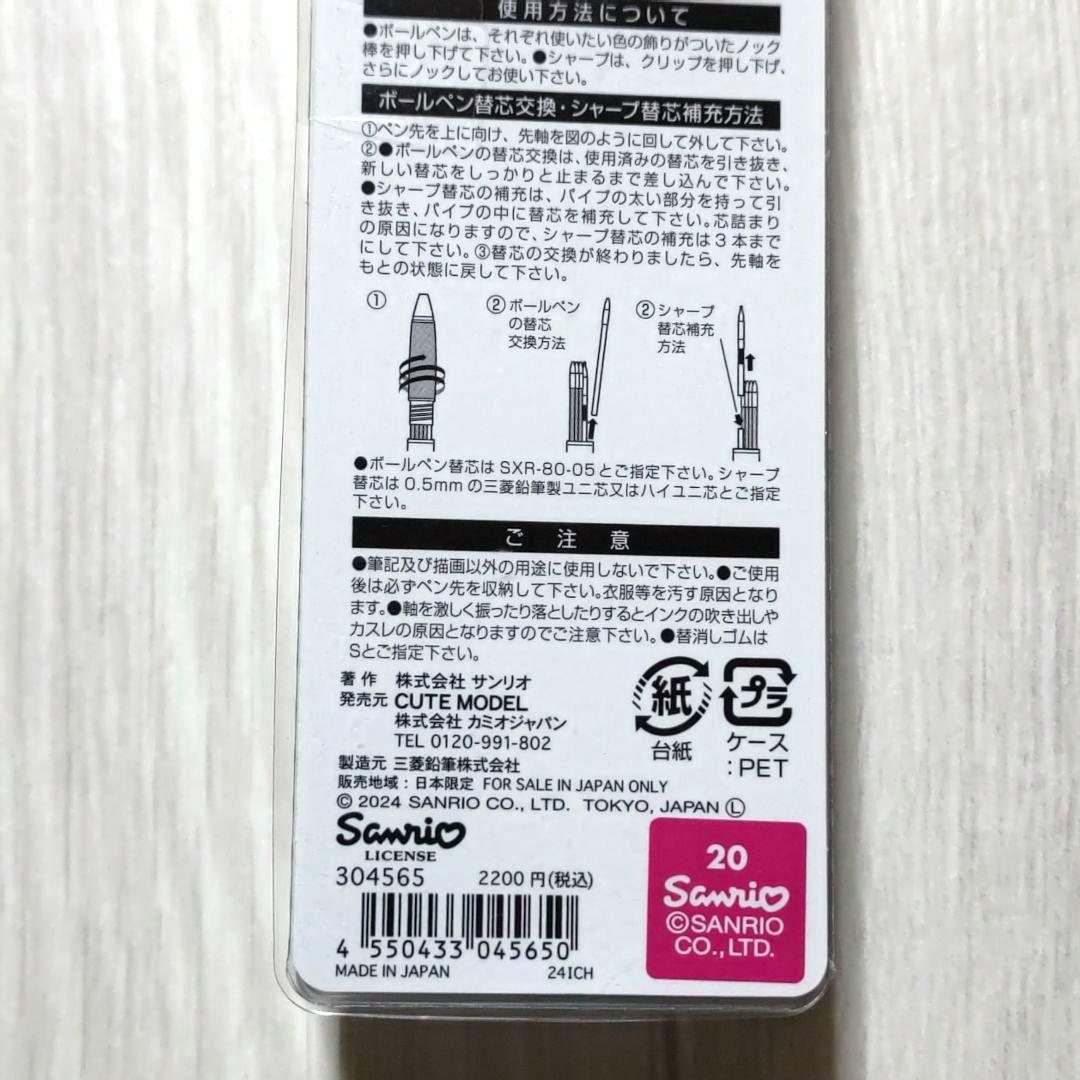 使用方法について
●ボールペンは、それぞれ使いたい色の飾りがついたノック
棒を押し下げて下さい。●シャープは、クリップを押し下げ、
さらにノックしてお使い下さい。
ボールペン替芯交換・シャープ替芯補充方法
①ペン先を上に向け、先軸を図のように回して外して下さい。
②●ボールペンの替芯交換は、使用済みの替芯を引き抜き、
新しい替芯をしっかりと止まるまで差し込んで下さい。
●シャープ替芯の補充は、パイプの太い部分を持って引
き抜き、パイプの中に替芯を補充して下さい。芯詰まり
の原因になりますので、シャープ替芯の補充は3本まで
にして下さい。③替芯の交換が終わりましたら、先軸を
もとの状態に戻して下さい。
①
②ボールペン
の替芯
交換方法
②シャープ
替芯補充
方法
●ボールペン替芯はSXR-80-05とご指定下さい。シャープ
替芯は0.5mmの三菱鉛筆製ユニ芯又はハイユニ芯とご指定
下さい。
ご注意
●筆記及び描画以外の用途に使用しないで下さい。●ご使用
後は必ずペン先を収納して下さい。衣服等を汚す原因となり
ます。●軸を激しく振ったり落としたりするとインクの吹き出しや
カスレの原因となりますのでご注意下さい。●替消しゴムは
Sとご指定下さい。
著作 株式会社 サンリオ
発売元 CUTE MODEL
株式会社 カミオジャパン
TEL 0120-991-802
製造元 三菱鉛筆株式会社
販売地域：日本限定 FOR SALE IN JAPAN ONLY
© 2024 SANRIO CO., LTD. TOKYO, JAPAN Ⓛ
紙
台紙
プラ
ケース
:PET
Sanrio
LICENSE
304565 2200円(税込)
4 550433 045650
MADE IN JAPAN 24ICH
20
Sanrio
©SANRIO
CO.,LTD.